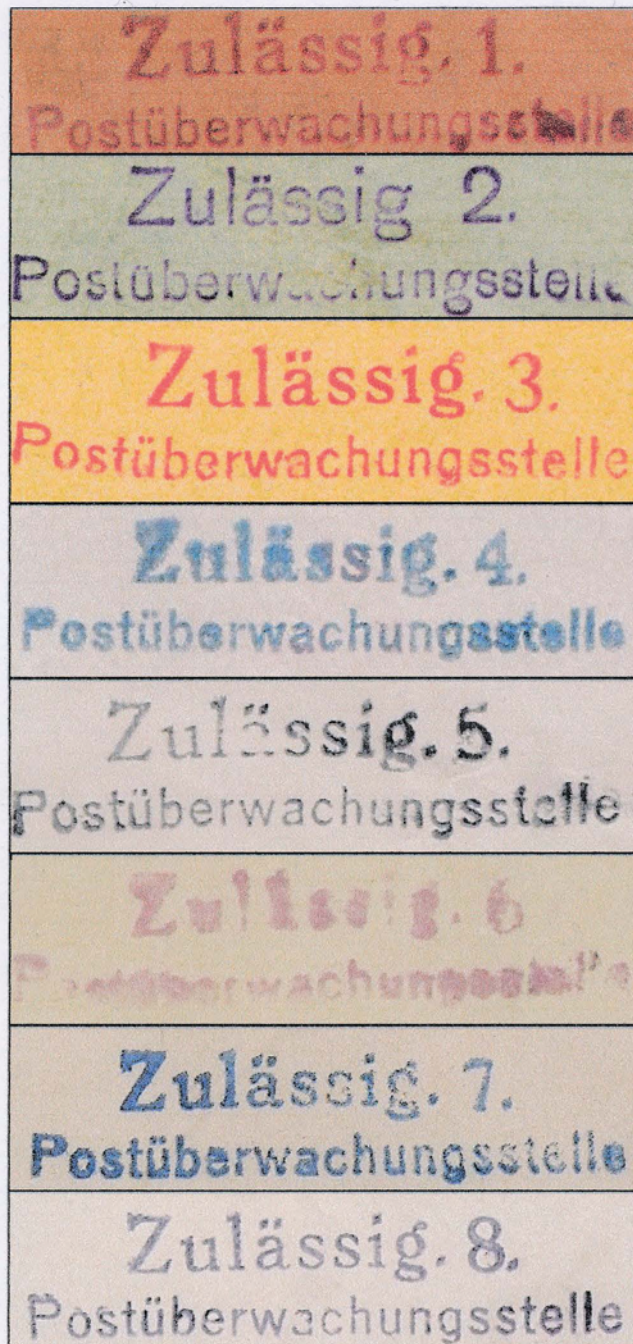 Zulässig. 1.
Postüberwachungsstelle
Zulässig 2.
Postüberwachungsstelle
Zulässig. 3.
Postüberwachungsstelle
Zulässig. 4.
Postüberwachungsstelle
Zulässig. 5.
Postüberwachungsstelle
Zulässig. 6
Postüberwachungsstelle
Zulässig. 7.
Postüberwachungsstelle
Zulässig. 8.
Postüberwachungsstelle